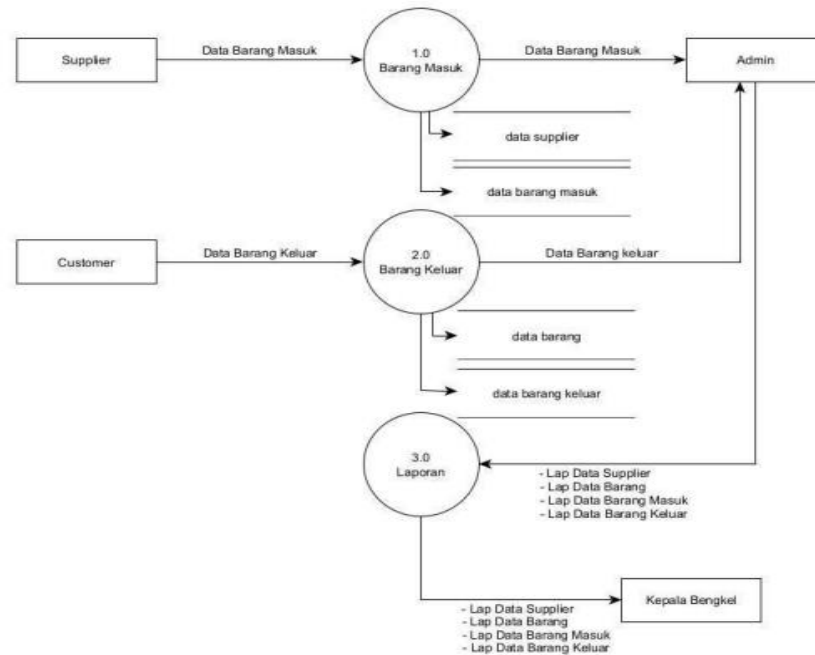 Supplier
Data Barang Masuk
1.0
Barang Masuk
Data Barang Masuk
Admin
data supplier
data barang masuk
Customer
Data Barang Keluar
2.0
Barang Keluar
Data Barang keluar
data barang
data barang keluar
3.0
Laporan
- Lap Data Supplier
- Lap Data Barang
- Lap Data Barang Masuk
- Lap Data Barang Keluar
- Lap Data Supplier
- Lap Data Barang
- Lap Data Barang Masuk
- Lap Data Barang Keluar
Kepala Bengkel